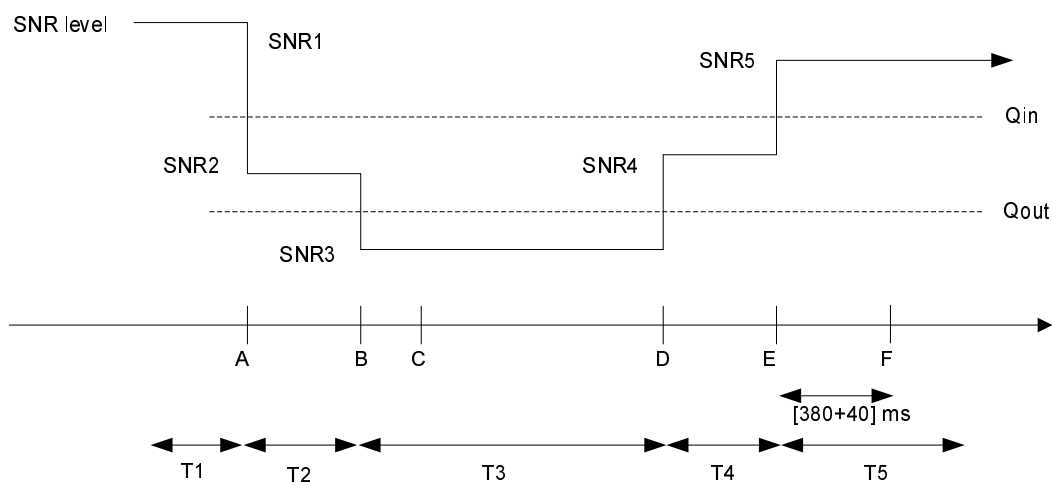 SNR level
SNR1
SNR5
Qin
SNR2
SNR4
Qout
SNR3
A B C D E F
[380+40] ms
T1 T2 T3 T4 T5